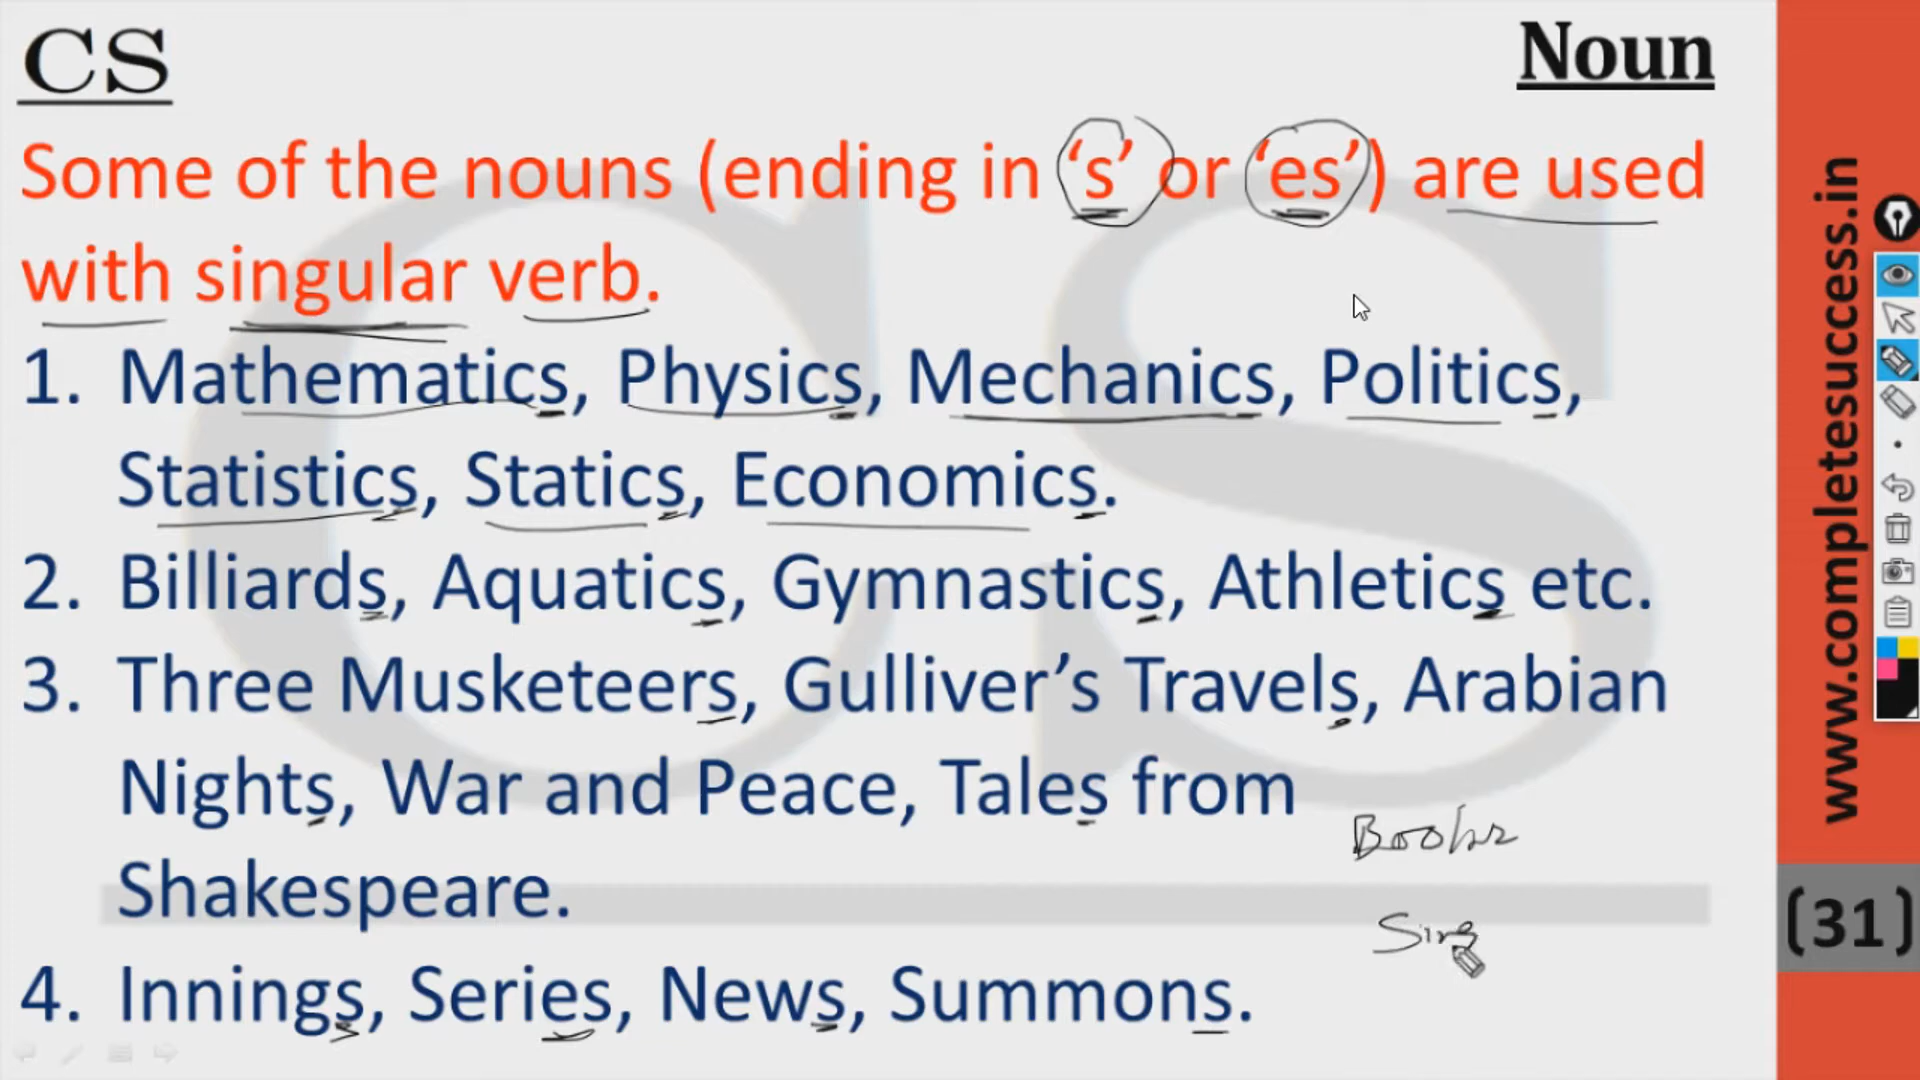 CS
Noun
Some of the nouns (ending in ‘s’ or ‘es’) are used
with singular verb.
1. Mathematics, Physics, Mechanics, Politics,
Statistics, Statics, Economics.
2. Billiards, Aquatics, Gymnastics, Athletics etc.
3. Three Musketeers, Gulliver’s Travels, Arabian
Nights, War and Peace, Tales from
Books
Shakespeare.
Sing
4. Innings, Series, News, Summons.
www.completesuccess.in
(31)